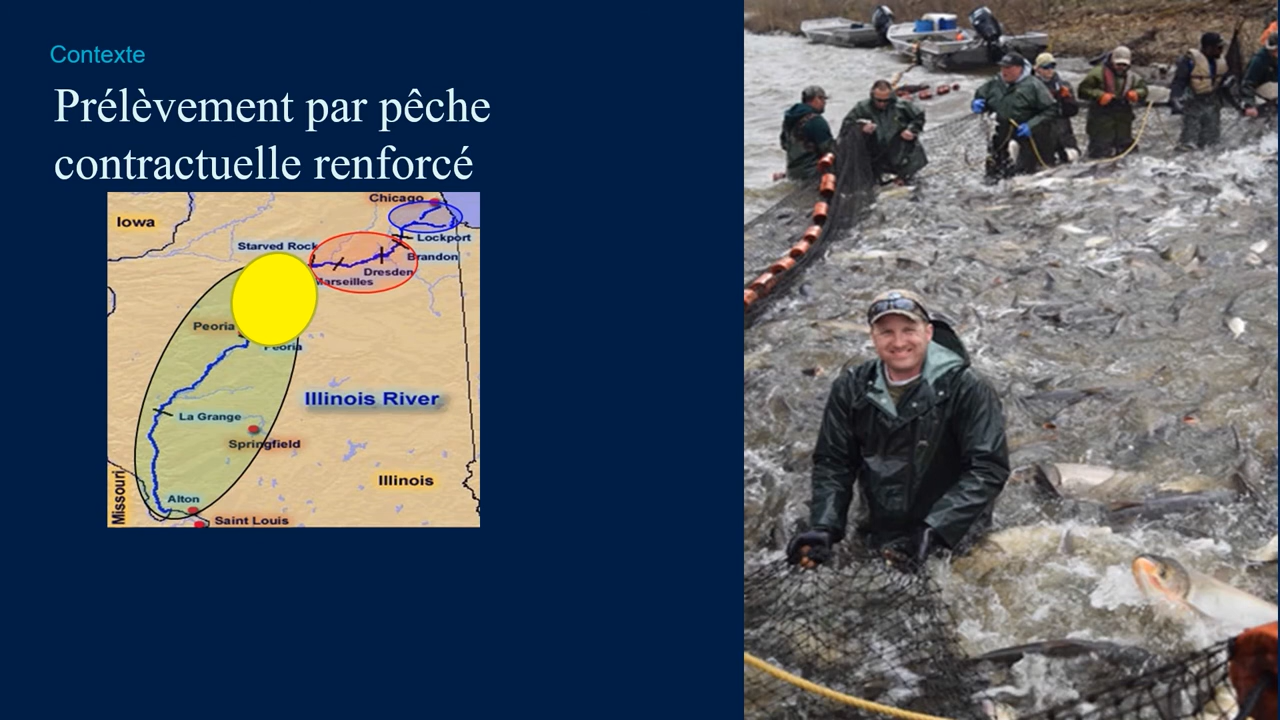 Contexte
Prélèvement par pêche
contractuelle renforcé
Chicago
Iowa
Lockport
Starved Rock
Brandon
Dresden
Marseilles
Peoria
Peoria
Illinois River
La Grange
Springfield
Illinois
Missouri
Alton
Saint Louis